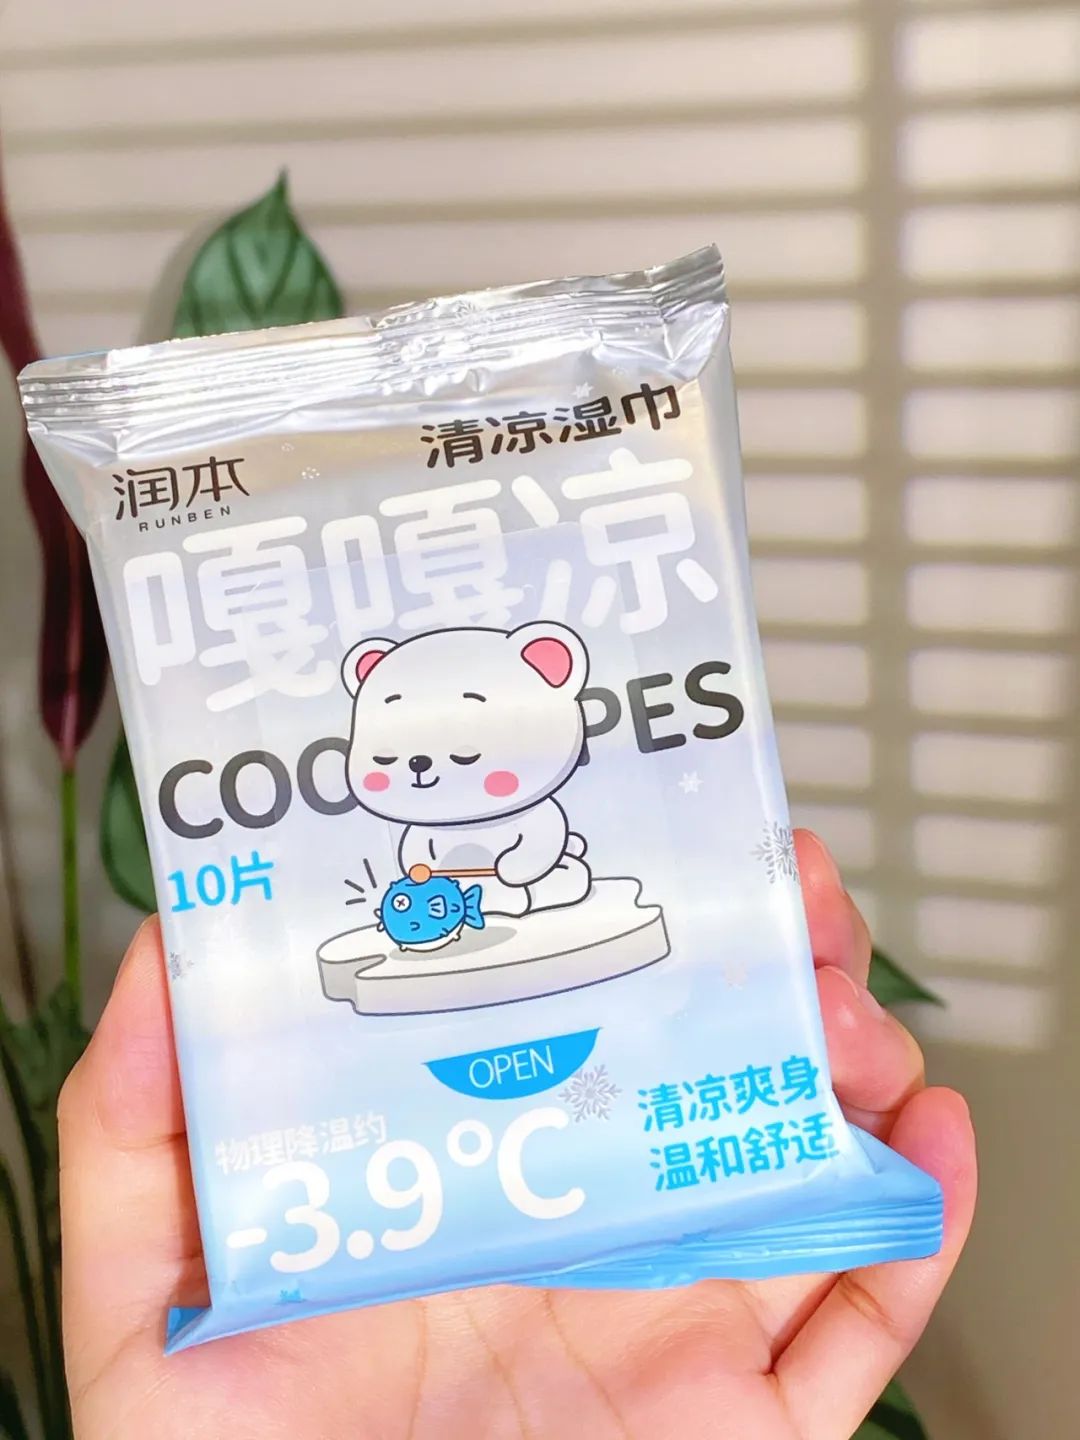 清凉湿巾
润本
RUNBEN
嘎嘎凉
COO PES
10片
OPEN
清凉爽身
温和舒适
物理降温约
-3.9℃